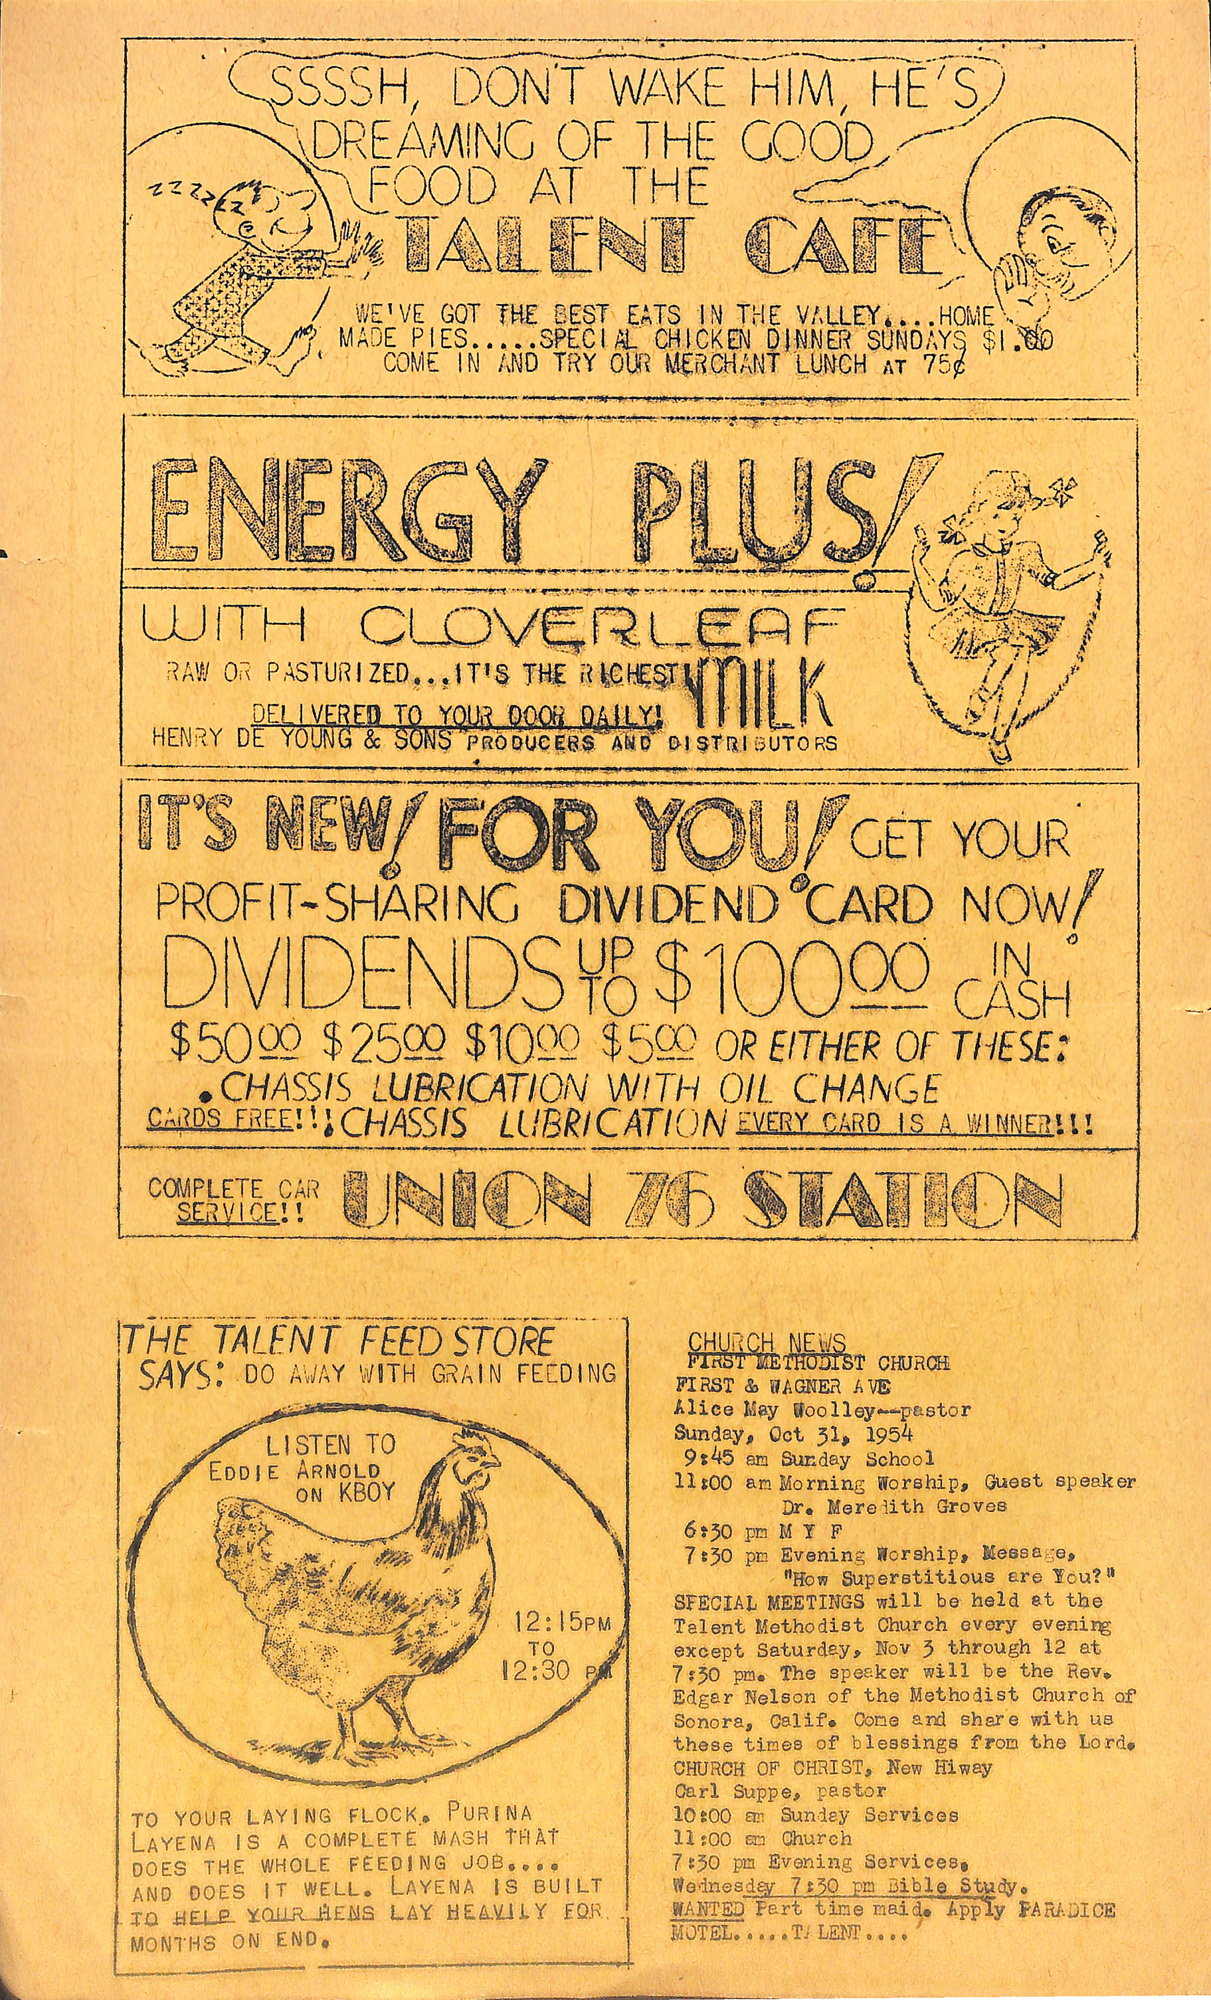 SSSSH, DON'T WAKE HIM, HE'S
DREAMING OF THE GOOD
FOOD AT THE
ZZZZZZ
TALENT CAFE
WE'VE GOT THE BEST EATS IN THE VALLEY....HOME
MADE PIES.....SPECIAL CHICKEN DINNER SUNDAYS $1.00
COME IN AND TRY OUR MERCHANT LUNCH AT 75¢
ENERGY PLUS!
WITH CLOVERLEAF
RAW OR PASTURIZED...IT'S THE RICHEST MILK
DELIVERED TO YOUR DOOR DAILY!
HENRY DE YOUNG & SONS PRODUCERS AND DISTRIBUTORS
IT'S NEW! FOR YOU! GET YOUR
PROFIT-SHARING DIVIDEND CARD NOW!
DIVIDENDS UP TO $100.00 IN CASH
$50.00 $25.00 $10.00 $5.00 OR EITHER OF THESE:
. CHASSIS LUBRICATION WITH OIL CHANGE
CARDS FREE!!! CHASSIS LUBRICATION EVERY CARD IS A WINNER!!!
COMPLETE CAR
SERVICE!!
UNION 76 STATION
THE TALENT FEED STORE
SAYS: DO AWAY WITH GRAIN FEEDING
LISTEN TO
EDDIE ARNOLD
ON KBOY
12:15PM
TO
12:30 PM
TO YOUR LAYING FLOCK. PURINA
LAYENA IS A COMPLETE MASH THAT
DOES THE WHOLE FEEDING JOB....
AND DOES IT WELL. LAYENA IS BUILT
TO HELP YOUR HENS LAY HEAVILY FOR
MONTHS ON END.
CHURCH NEWS
FIRST METHODIST CHURCH
FIRST & WAGNER AVE
Alice May Woolley--pastor
Sunday, Oct 31, 1954
9:45 am Sunday School
11:00 am Morning Worship, Guest speaker
Dr. Meredith Groves
6:30 pm M Y F
7:30 pm Evening Worship, Message,
"How Superstitious are You?"
SPECIAL MEETINGS will be held at the
Talent Methodist Church every evening
except Saturday, Nov 3 through 12 at
7:30 pm. The speaker will be the Rev.
Edgar Nelson of the Methodist Church of
Sonora, Calif. Come and share with us
these times of blessings from the Lord.
CHURCH OF CHRIST, New Hiway
Carl Suppe, pastor
10:00 am Sunday Services
11:00 am Church
7:30 pm Evening Services.
Wednesday 7:30 pm Bible Study.
WANTED Part time maid. Apply PARADICE
MOTEL.....TALENT....